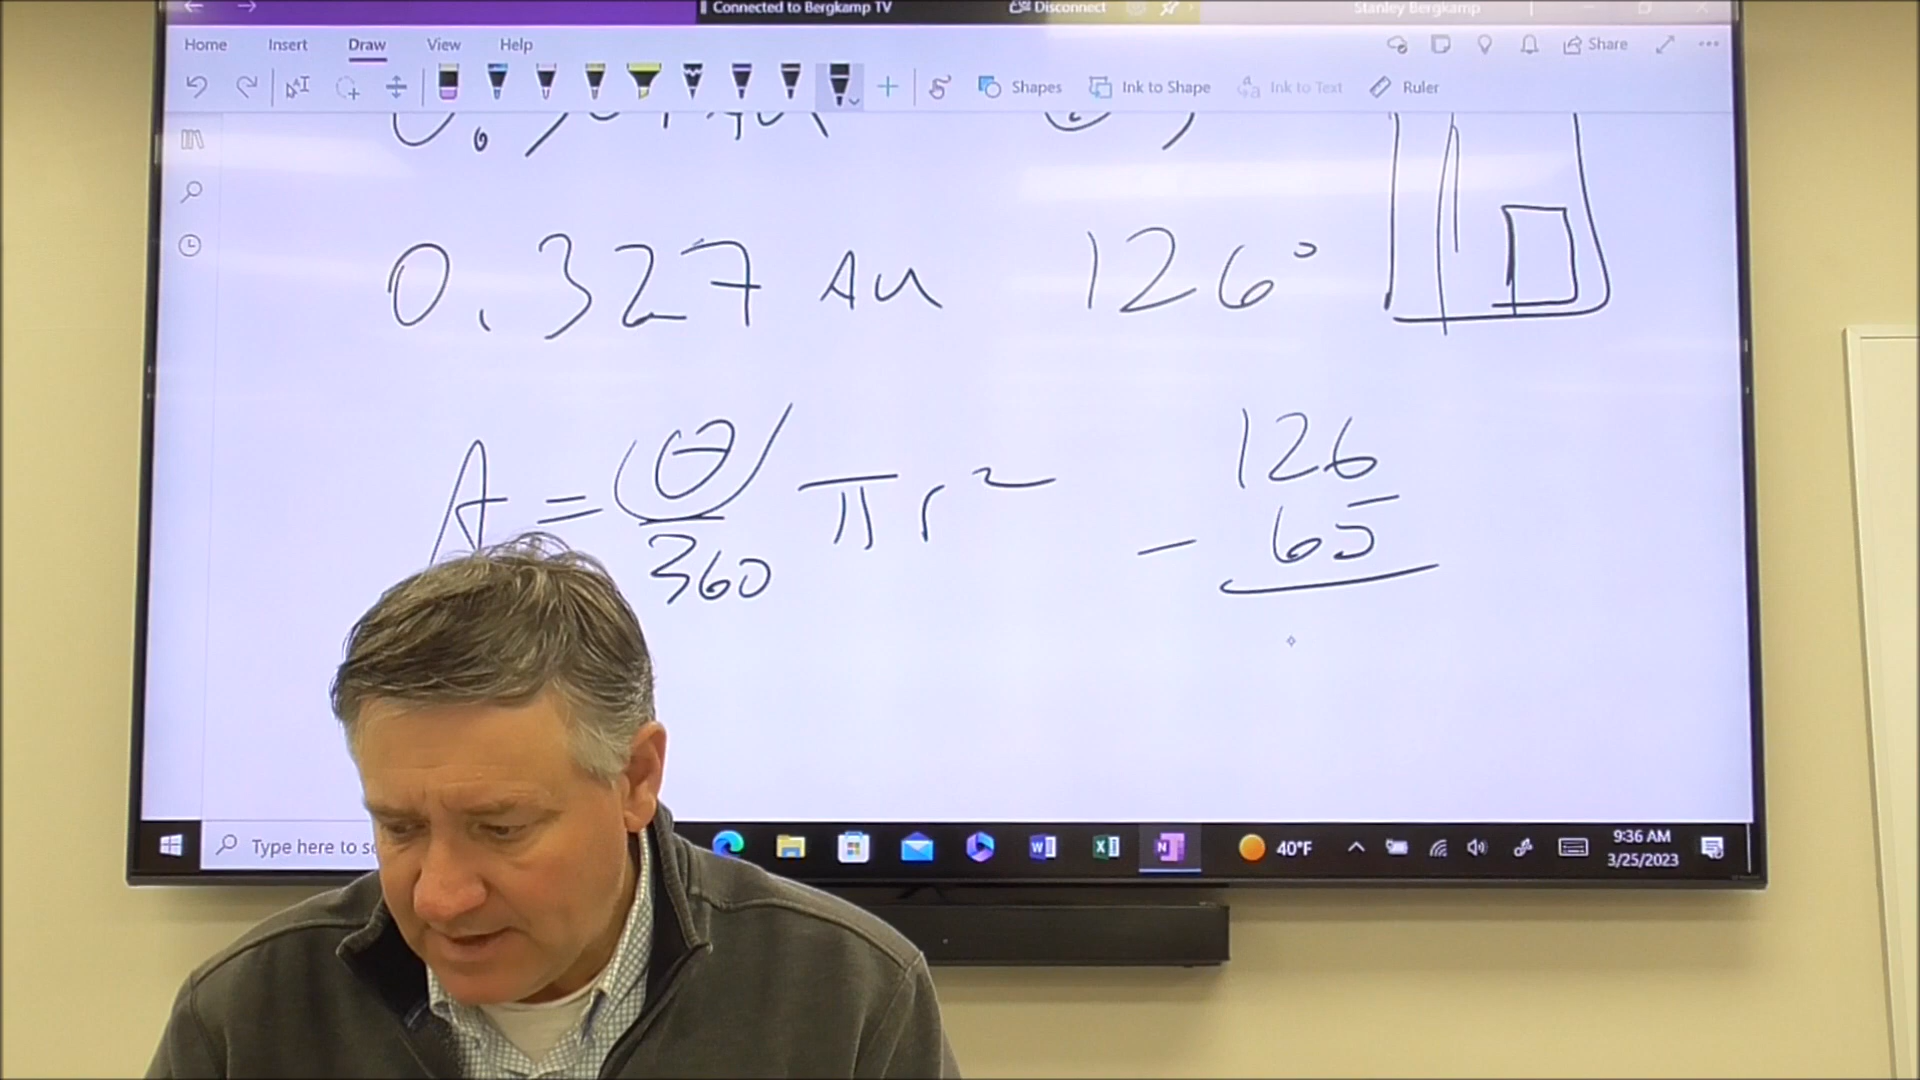 Connected to Bergkamp TV
Disconnect
Stanley Bergkamp
Home Insert Draw View Help
Share
Shapes Ink to Shape Ink to Text Ruler
0.327 AU 126°
A = (θ) π r²
360
126
- 65
Type here to
40°F
9:36 AM
3/25/2023